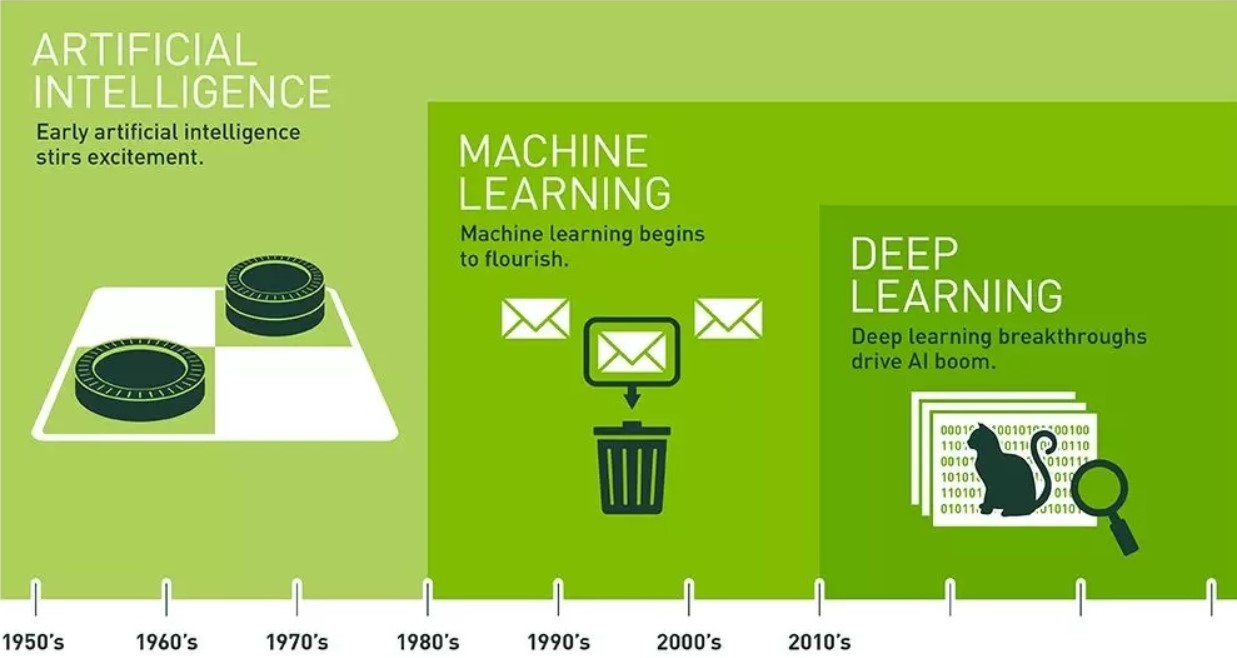 ARTIFICIAL
INTELLIGENCE
Early artificial intelligence
stirs excitement.
MACHINE
LEARNING
Machine learning begins
to flourish.
DEEP
LEARNING
Deep learning breakthroughs
drive AI boom.
1950's 1960's 1970's 1980's 1990's 2000's 2010's